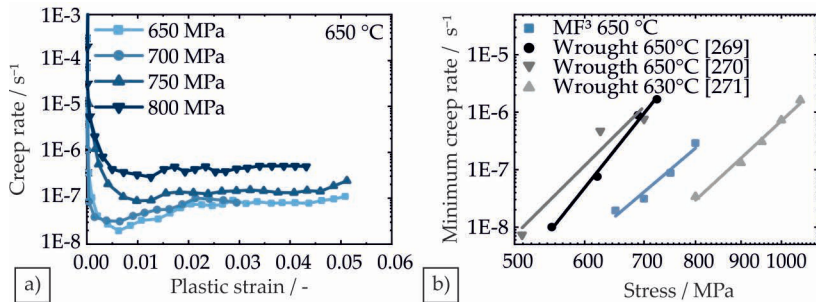 1E-3
1E-4
1E-5
1E-6
1E-7
1E-8
Creep rate / s⁻¹
650 MPa
700 MPa
750 MPa
800 MPa
650 °C
0.00 0.01 0.02 0.03 0.04 0.05 0.06
Plastic strain / -
a)
1E-5
1E-6
1E-7
1E-8
Minimum creep rate / s⁻¹
MF³ 650 °C
Wrought 650°C [269]
Wrougth 650°C [270]
Wrought 630°C [271]
500 600 700 800 900 1000
Stress / MPa
b)